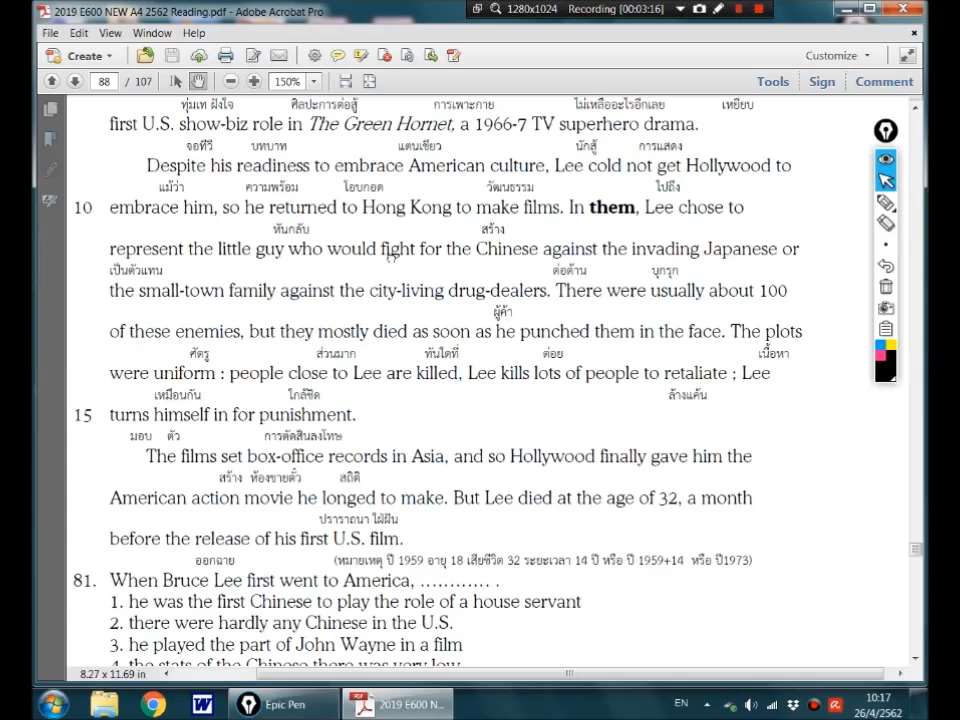 2019 E600 NEW A4 2562 Reading.pdf - Adobe Acrobat Pro
1280x1024 Recording [00:03:16]
File Edit View Window Help
Create Customize
88 / 107 150% Tools Sign Comment
ทุ่มเท ฝังใจ ศิลปะการต่อสู้ การเพาะกาย ไม่เหลืออะไรอีกเลย เหยียบ
first U.S. show-biz role in The Green Hornet, a 1966-7 TV superhero drama.
จอทีวี บทบาท แตนเขียว นักสู้ การแสดง
Despite his readiness to embrace American culture, Lee cold not get Hollywood to
แม้ว่า ความพร้อม โอบกอด วัฒนธรรม ไปถึง
10 embrace him, so he returned to Hong Kong to make films. In them, Lee chose to
หันกลับ สร้าง
represent the little guy who would fight for the Chinese against the invading Japanese or
เป็นตัวแทน ต่อต้าน บุกรุก
the small-town family against the city-living drug-dealers. There were usually about 100
ผู้ค้า
of these enemies, but they mostly died as soon as he punched them in the face. The plots
ศัตรู ส่วนมาก ทันใดที่ ต่อย เนื้อหา
were uniform : people close to Lee are killed, Lee kills lots of people to retaliate ; Lee
เหมือนกัน ใกล้ชิด ล้างแค้น
15 turns himself in for punishment.
มอบ ตัว การตัดสินลงโทษ
The films set box-office records in Asia, and so Hollywood finally gave him the
สร้าง ห้องขายตั๋ว สถิติ
American action movie he longed to make. But Lee died at the age of 32, a month
ปราราถนา ใฝ่ฝัน
before the release of his first U.S. film.
ออกฉาย (หมายเหตุ ปี 1959 อายุ 18 เสียชีวิต 32 ระยะเวลา 14 ปี หรือ ปี 1959+14 หรือ ปี1973)
81. When Bruce Lee first went to America, ………… .
1. he was the first Chinese to play the role of a house servant
2. there were hardly any Chinese in the U.S.
3. he played the part of John Wayne in a film
4. the stats of the Chinese there was very low
8.27 x 11.69 in
Epic Pen 2019 E600 N... EN 10:17
26/4/2562